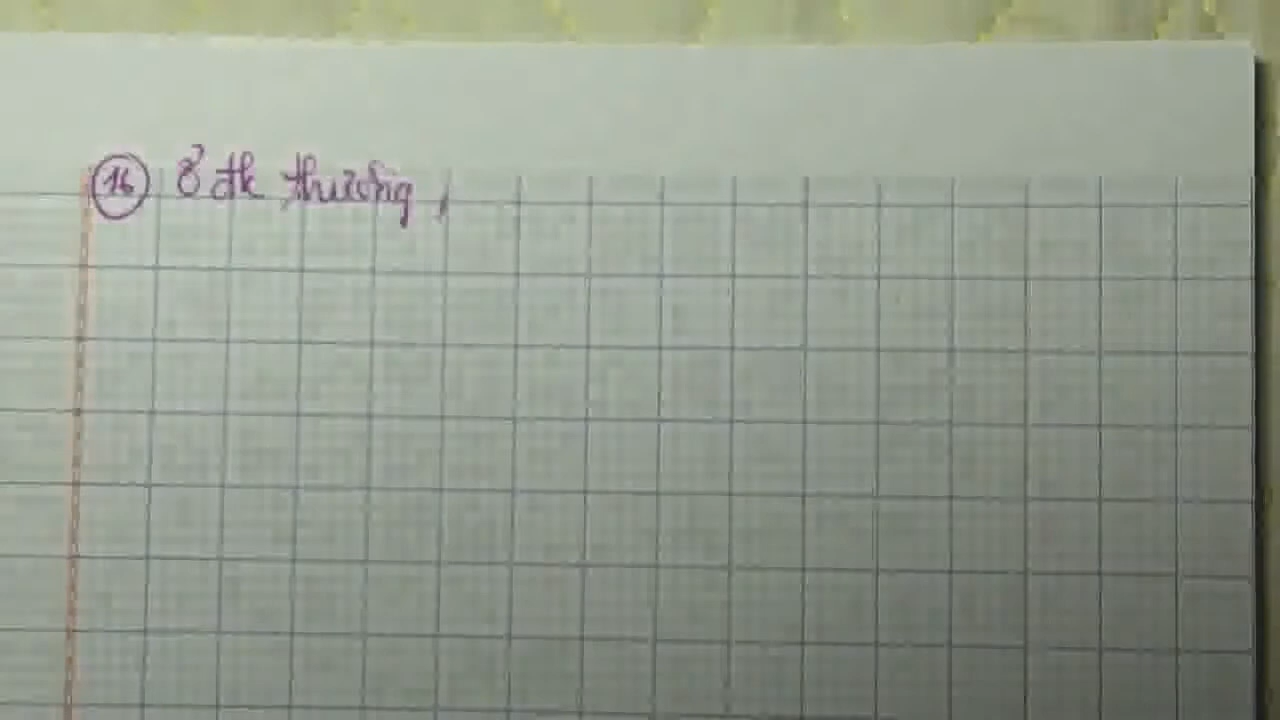 16 Ở đk thường,